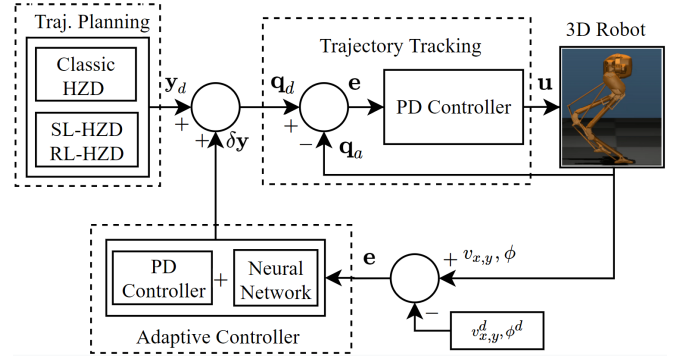 Traj. Planning
Classic
HZD
SL-HZD
RL-HZD
y_d
+
+
δy
q_d
Trajectory Tracking
+
−
e
PD Controller
q_a
u
3D Robot
e
+ v_{x,y}, ϕ
−
v^d_{x,y}, ϕ^d
PD
Controller
+
Neural
Network
Adaptive Controller